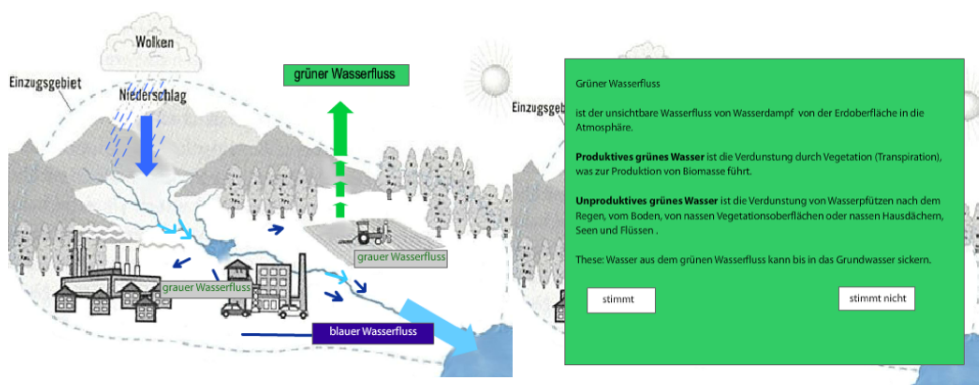 Wolken
Einzugsgebiet
Niederschlag
grüner Wasserfluss
grauer Wasserfluss
grauer Wasserfluss
blauer Wasserfluss
Einzugsgeb
Grüner Wasserfluss
ist der unsichtbare Wasserfluss von Wasserdampf von der Erdoberfläche in die
Atmosphäre.
Produktives grünes Wasser ist die Verdunstung durch Vegetation (Transpiration),
was zur Produktion von Biomasse führt.
Unproduktives grünes Wasser ist die Verdunstung von Wasserpfützen nach dem
Regen, vom Boden, von nassen Vegetationsoberflächen oder nassen Hausdächern,
Seen und Flüssen .
These: Wasser aus dem grünen Wasserfluss kann bis in das Grundwasser sickern.
stimmt
stimmt nicht